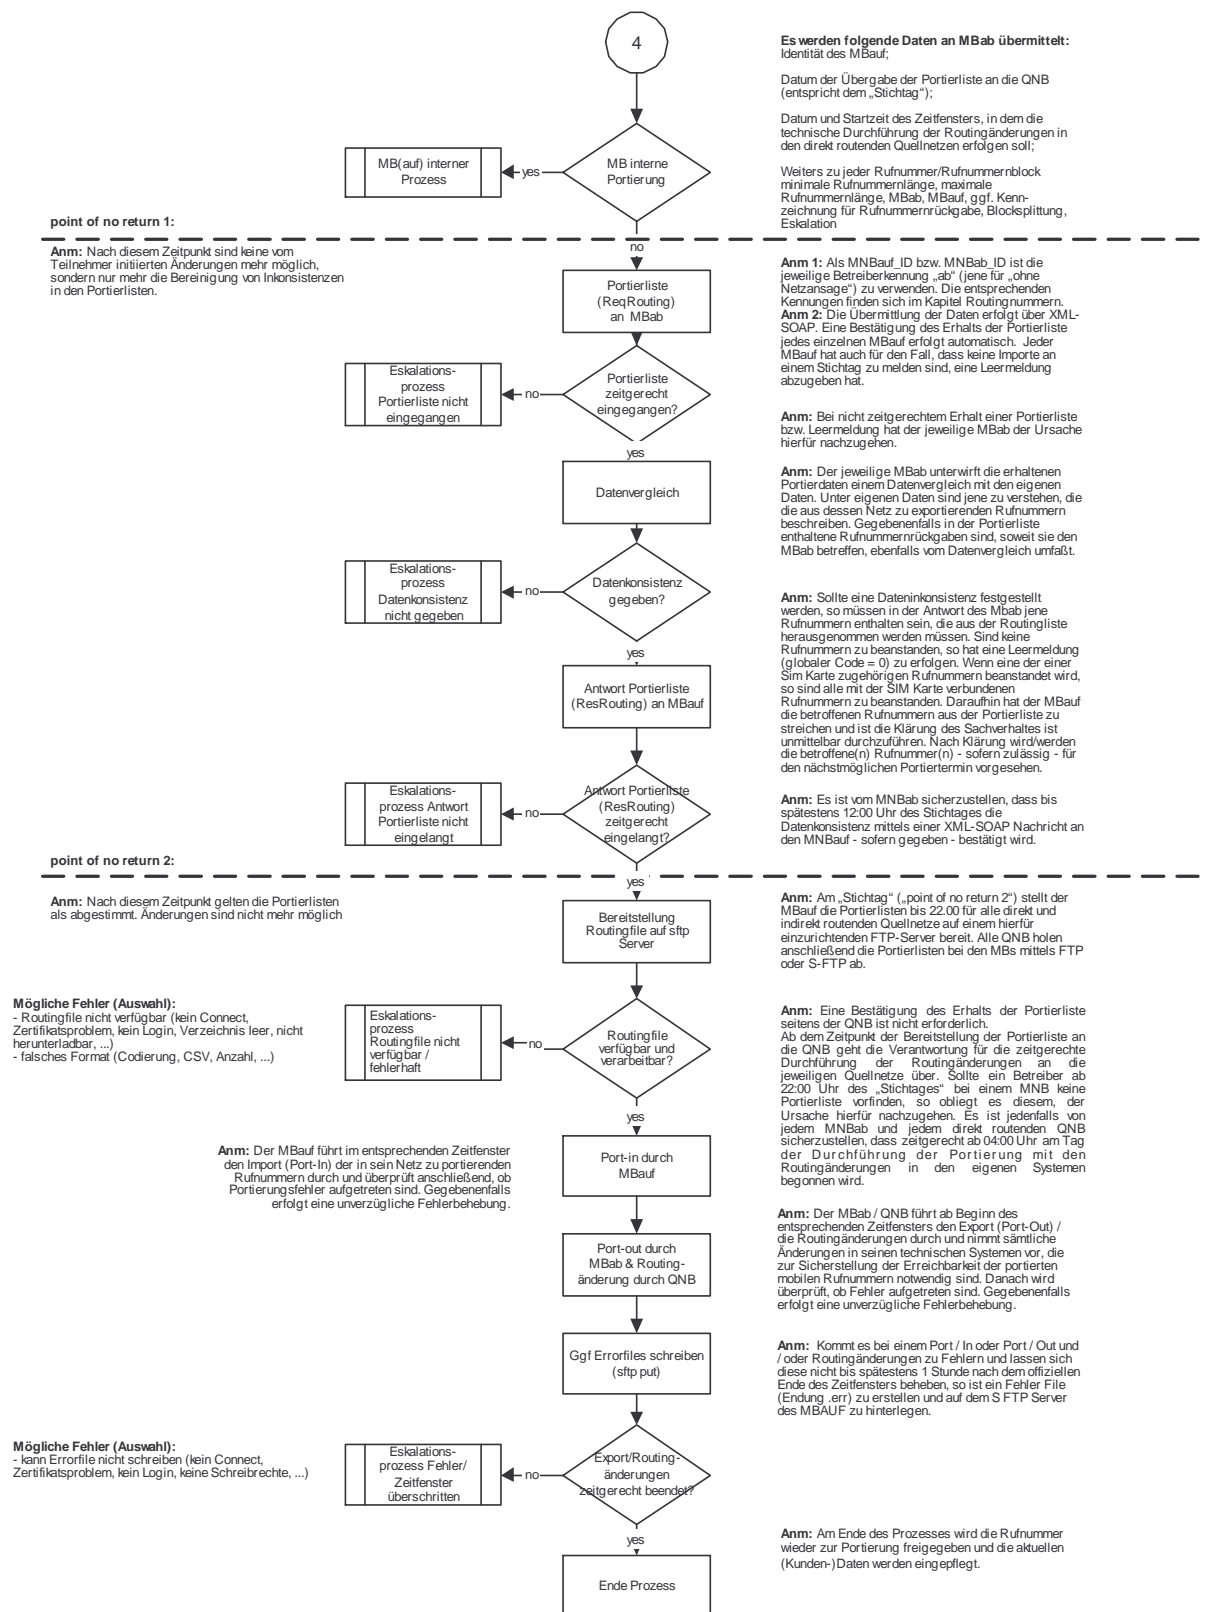 4
Es werden folgende Daten an MBab übermittelt:
Identität des MBauf;
Datum der Übergabe der Portierliste an die QNB
(entspricht dem „Stichtag“);
Datum und Startzeit des Zeitfensters, in dem die
technische Durchführung der Routingänderungen in
den direkt routenden Quellnetzen erfolgen soll;
Weiters zu jeder Rufnummer/Rufnummernblock
minimale Rufnummernlänge, maximale
Rufnummernlänge, MBab, MBauf, ggf. Kenn-
zeichnung für Rufnummernrückgabe, Blocksplittung,
Eskalation
MB(auf) interner
Prozess
yes
MB interne
Portierung
point of no return 1:
no
Anm: Nach diesem Zeitpunkt sind keine vom
Teilnehmer initiierten Änderungen mehr möglich,
sondern nur mehr die Bereinigung von Inkonsistenzen
in den Portierlisten.
Portierliste
(ReqRouting)
an MBab
Anm 1: Als MNBauf_ID bzw. MNBab_ID ist die
jeweilige Betreiberkennung „ab“ (jene für „ohne
Netzansage“) zu verwenden. Die entsprechenden
Kennungen finden sich im Kapitel Routingnummern.
Anm 2: Die Übermittlung der Daten erfolgt über XML-
SOAP. Eine Bestätigung des Erhalts der Portierliste
jedes einzelnen MBauf erfolgt automatisch. Jeder
MBauf hat auch für den Fall, dass keine Importe an
einem Stichtag zu melden sind, eine Leermeldung
abzugeben hat.
Eskalations-
prozess
Portierliste nicht
eingegangen
no
Portierliste
zeitgerecht
eingegangen?
Anm: Bei nicht zeitgerechtem Erhalt einer Portierliste
bzw. Leermeldung hat der jeweilige MBab der Ursache
hierfür nachzugehen.
yes
Datenvergleich
Anm: Der jeweilige MBab unterwirft die erhaltenen
Portierdaten einem Datenvergleich mit den eigenen
Daten. Unter eigenen Daten sind jene zu verstehen, die
die aus dessen Netz zu exportierenden Rufnummern
beschreiben. Gegebenenfalls in der Portierliste
enthaltene Rufnummernrückgaben sind, soweit sie den
MBab betreffen, ebenfalls vom Datenvergleich umfaßt.
Eskalations-
prozess
Datenkonsistenz
nicht gegeben
no
Datenkonsistenz
gegeben?
Anm: Sollte eine Dateninkonsistenz festgestellt
werden, so müssen in der Antwort des Mbab jene
Rufnummern enthalten sein, die aus der Routingliste
herausgenommen werden müssen. Sind keine
Rufnummern zu beanstanden, so hat eine Leermeldung
(globaler Code = 0) zu erfolgen. Wenn eine der einer
Sim Karte zugehörigen Rufnummern beanstandet wird,
so sind alle mit der SIM Karte verbundenen
Rufnummern zu beanstanden. Daraufhin hat der MBauf
die betroffenen Rufnummern aus der Portierliste zu
streichen und ist die Klärung des Sachverhaltes ist
unmittelbar durchzuführen. Nach Klärung wird/werden
die betroffene(n) Rufnummer(n) - sofern zulässig - für
den nächstmöglichen Portiertermin vorgesehen.
yes
Antwort Portierliste
(ResRouting) an MBauf
Eskalations-
prozess Antwort
Portierliste nicht
eingelangt
no
Antwort Portierliste
(ResRouting)
zeitgerecht
eingelangt?
Anm: Es ist vom MNBab sicherzustellen, dass bis
spätestens 12:00 Uhr des Stichtages die
Datenkonsistenz mittels einer XML-SOAP Nachricht an
den MNBauf - sofern gegeben - bestätigt wird.
point of no return 2:
yes
Anm: Nach diesem Zeitpunkt gelten die Portierlisten
als abgestimmt. Änderungen sind nicht mehr möglich
Bereitstellung
Routingfile auf sftp
Server
Anm: Am „Stichtag“ („point of no return 2“) stellt der
MBauf die Portierlisten bis 22.00 für alle direkt und
indirekt routenden Quellnetze auf einem hierfür
einzurichtenden FTP-Server bereit. Alle QNB holen
anschließend die Portierlisten bei den MBs mittels FTP
oder S-FTP ab.
Mögliche Fehler (Auswahl):
- Routingfile nicht verfügbar (kein Connect,
Zertifikatsproblem, kein Login, Verzeichnis leer, nicht
herunterladbar, ...)
- falsches Format (Codierung, CSV, Anzahl, ...)
Eskalations-
prozess
Routingfile nicht
verfügbar /
fehlerhaft
no
Routingfile
verfügbar und
verarbeitbar?
Anm: Eine Bestätigung des Erhalts der Portierliste
seitens der QNB ist nicht erforderlich.
Ab dem Zeitpunkt der Bereitstellung der Portierliste an
die QNB geht die Verantwortung für die zeitgerechte
Durchführung der Routingänderungen an die
jeweiligen Quellnetze über. Sollte ein Betreiber ab
22:00 Uhr des „Stichtages“ bei einem MNB keine
Portierliste vorfinden, so obliegt es diesem, der
Ursache hierfür nachzugehen. Es ist jedenfalls von
jedem MNBab und jedem direkt routenden QNB
sicherzustellen, dass zeitgerecht ab 04:00 Uhr am Tag
der Durchführung der Portierung mit den
Routingänderungen in den eigenen Systemen
begonnen wird.
yes
Anm: Der MBauf führt im entsprechenden Zeitfenster
den Import (Port-In) der in sein Netz zu portierenden
Rufnummern durch und überprüft anschließend, ob
Portierungsfehler aufgetreten sind. Gegebenenfalls
erfolgt eine unverzügliche Fehlerbehebung.
Port-in durch
MBauf
Port-out durch
MBab & Routing-
änderung durch QNB
Anm: Der MBab / QNB führt ab Beginn des
entsprechenden Zeitfensters den Export (Port-Out) /
die Routingänderungen durch und nimmt sämtliche
Änderungen in seinen technischen Systemen vor, die
zur Sicherstellung der Erreichbarkeit der portierten
mobilen Rufnummern notwendig sind. Danach wird
überprüft, ob Fehler aufgetreten sind. Gegebenenfalls
erfolgt eine unverzügliche Fehlerbehebung.
Ggf Errorfiles schreiben
(sftp put)
Anm: Kommt es bei einem Port / In oder Port / Out und
/ oder Routingänderungen zu Fehlern und lassen sich
diese nicht bis spätestens 1 Stunde nach dem offiziellen
Ende des Zeitfensters beheben, so ist ein Fehler File
(Endung .err) zu erstellen und auf dem S FTP Server
des MBAUF zu hinterlegen.
Mögliche Fehler (Auswahl):
- kann Errorfile nicht schreiben (kein Connect,
Zertifikatsproblem, kein Login, keine Schreibrechte, ...)
Eskalations-
prozess Fehler/
Zeitfenster
überschritten
no
Export/Routing-
änderungen
zeitgerecht beendet?
yes
Anm: Am Ende des Prozesses wird die Rufnummer
wieder zur Portierung freigegeben und die aktuellen
(Kunden-)Daten werden eingepflegt.
Ende Prozess